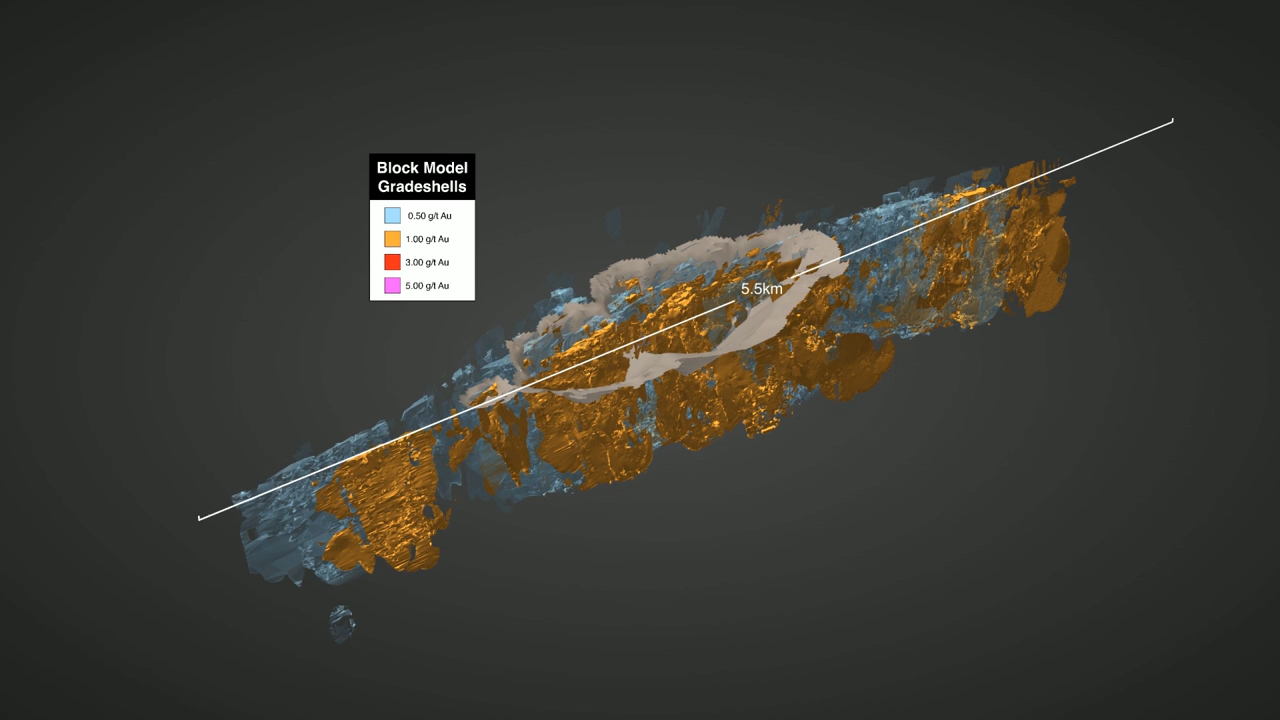 Block Model
Gradeshells
0.50 g/t Au
1.00 g/t Au
3.00 g/t Au
5.00 g/t Au
5.5km